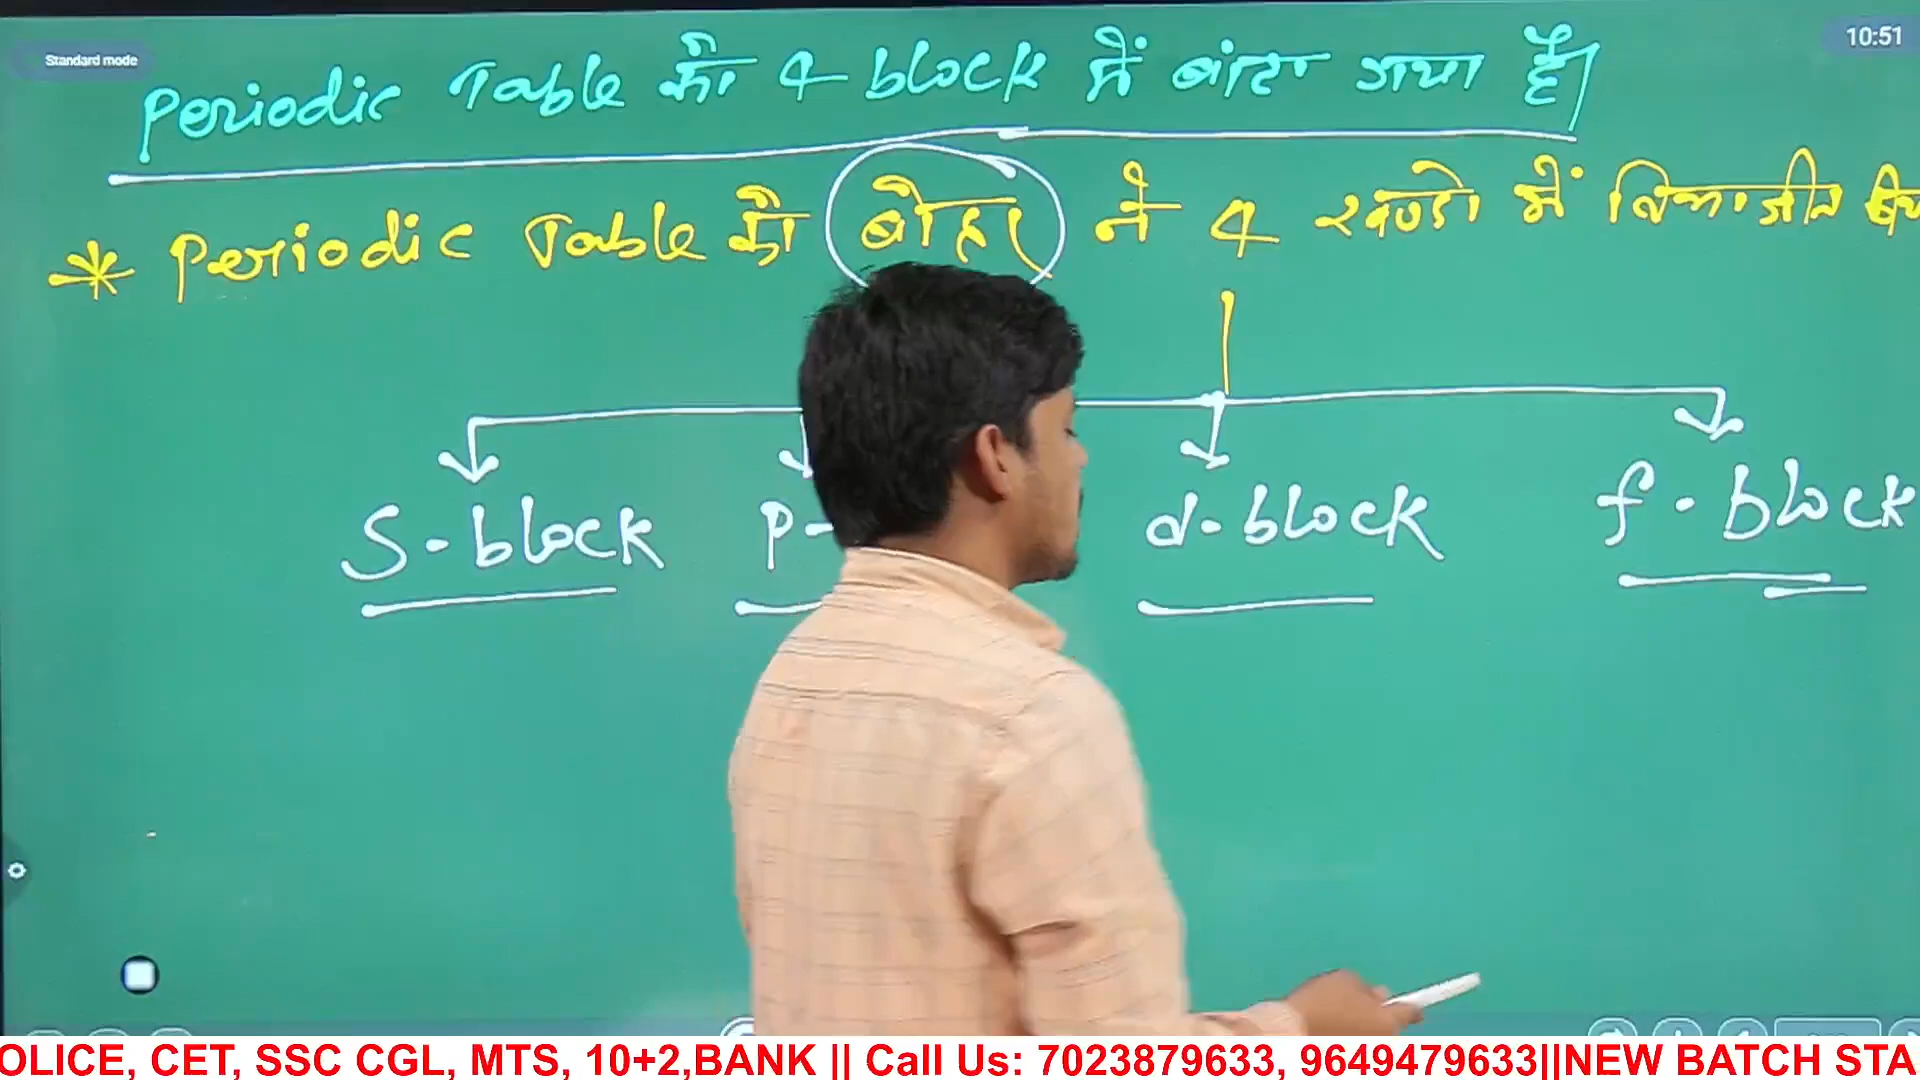 Standard mode
10:51
Periodic Table को 4 block में बांटा गया है।
* Periodic Table को बोहर ने 4 खण्डो में विभाजीत
S-block P- d-block f-block
OLICE, CET, SSC CGL, MTS, 10+2,BANK || Call Us: 7023879633, 9649479633||NEW BATCH STA